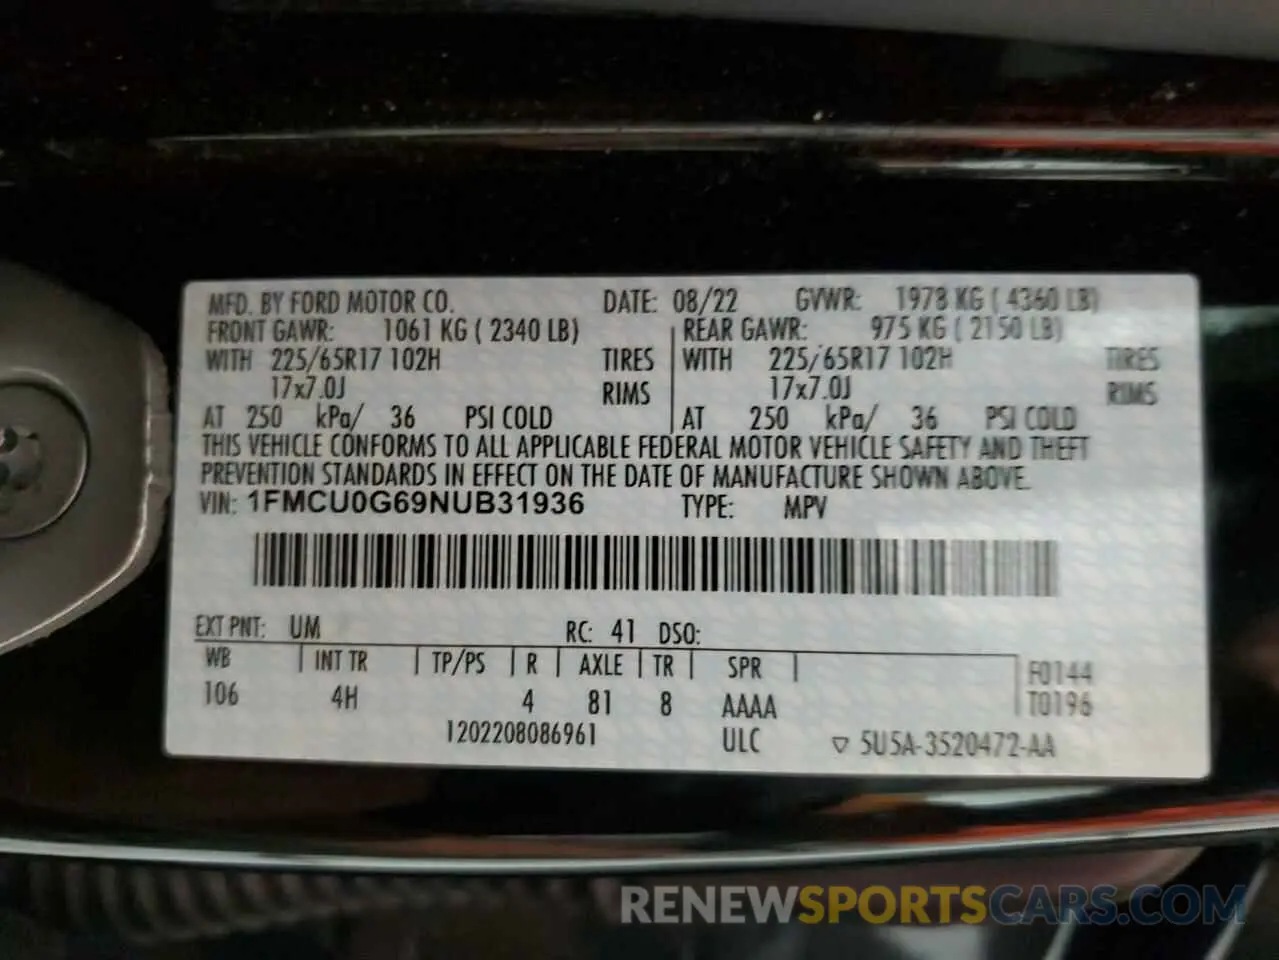 MFD. BY FORD MOTOR CO. DATE: 08/22 GVWR: 1978 KG ( 4360 LB)
FRONT GAWR: 1061 KG ( 2340 LB) REAR GAWR: 975 KG ( 2150 LB)
WITH 225/65R17 102H TIRES WITH 225/65R17 102H TIRES
17x7.0J RIMS 17x7.0J RIMS
AT 250 kPa/ 36 PSI COLD AT 250 kPa/ 36 PSI COLD
THIS VEHICLE CONFORMS TO ALL APPLICABLE FEDERAL MOTOR VEHICLE SAFETY AND THEFT
PREVENTION STANDARDS IN EFFECT ON THE DATE OF MANUFACTURE SHOWN ABOVE.
VIN: 1FMCU0G69NUB31936 TYPE: MPV
EXT PNT: UM RC: 41 DSO:
WB INT TR TP/PS R AXLE TR SPR F0144
106 4H 4 81 8 AAAA T0196
1202208086961 ULC ▽ 5U5A-3520472-AA
RENEWSPORTSCARS.COM